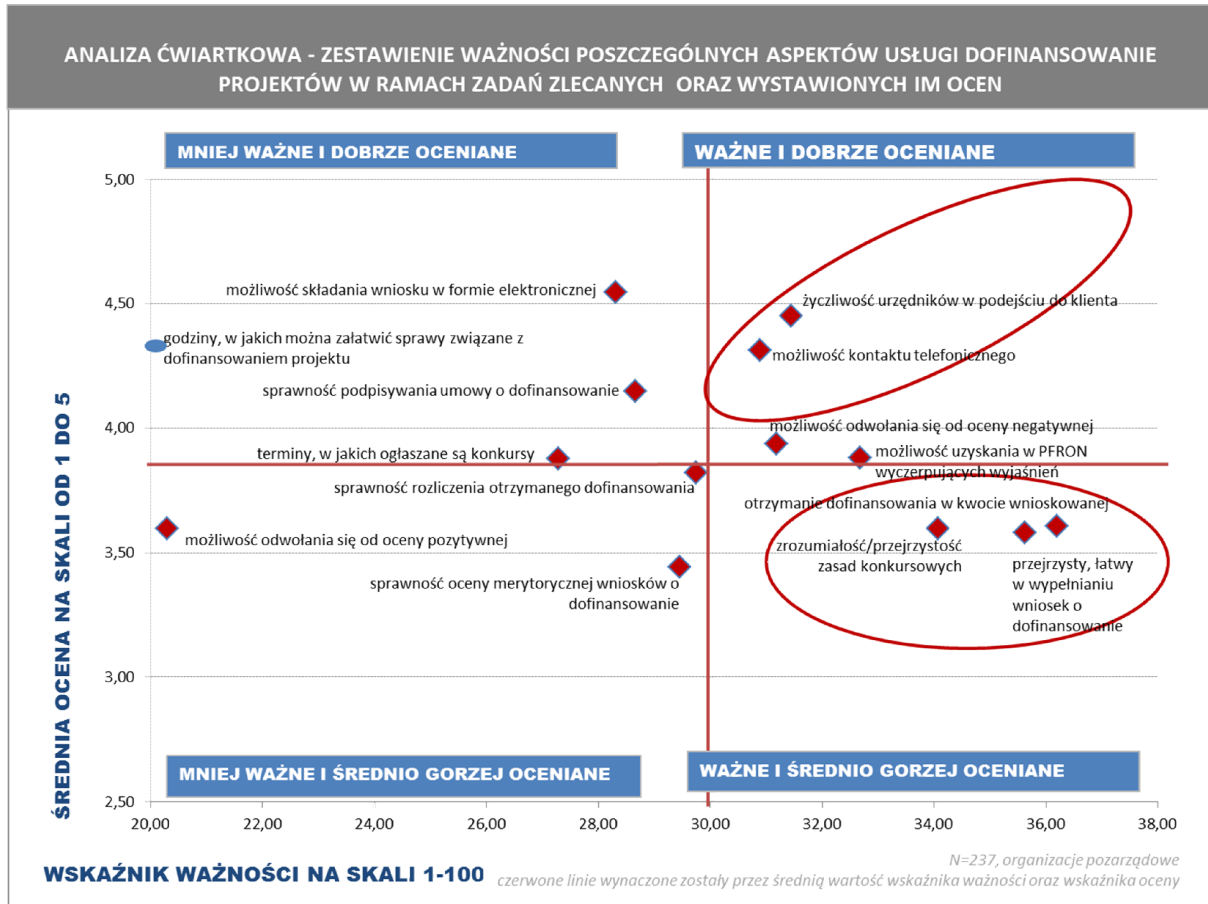 ANALIZA ĆWIARTKOWA - ZESTAWIENIE WAŻNOŚCI POSZCZEGÓLNYCH ASPEKTÓW USŁUGI DOFINANSOWANIE
PROJEKTÓW W RAMACH ZADAŃ ZLECANYCH ORAZ WYSTAWIONYCH IM OCEN
MNIEJ WAŻNE I DOBRZE OCENIANE
WAŻNE I DOBRZE OCENIANE
5,00
4,50
4,00
3,50
3,00
2,50
ŚREDNIA OCENA NA SKALI OD 1 DO 5
możliwość składania wniosku w formie elektronicznej
życzliwość urzędników w podejściu do klienta
godziny, w jakich można załatwić sprawy związane z
dofinansowaniem projektu
możliwość kontaktu telefonicznego
sprawność podpisywania umowy o dofinansowanie
możliwość odwołania się od oceny negatywnej
terminy, w jakich ogłaszane są konkursy
możliwość uzyskania w PFRON
wyczerpujących wyjaśnień
sprawność rozliczenia otrzymanego dofinansowania
otrzymanie dofinansowania w kwocie wnioskowanej
możliwość odwołania się od oceny pozytywnej
zrozumiałość/przejrzystość
zasad konkursowych
przejrzysty, łatwy
w wypełnianiu
wniosek o
dofinansowanie
sprawność oceny merytorycznej wniosków o
dofinansowanie
MNIEJ WAŻNE I ŚREDNIO GORZEJ OCENIANE
WAŻNE I ŚREDNIO GORZEJ OCENIANE
20,00 22,00 24,00 26,00 28,00 30,00 32,00 34,00 36,00 38,00
WSKAŹNIK WAŻNOŚCI NA SKALI 1-100
N=237, organizacje pozarządowe
czerwone linie wynaczone zostały przez średnią wartość wskaźnika ważności oraz wskaźnika oceny